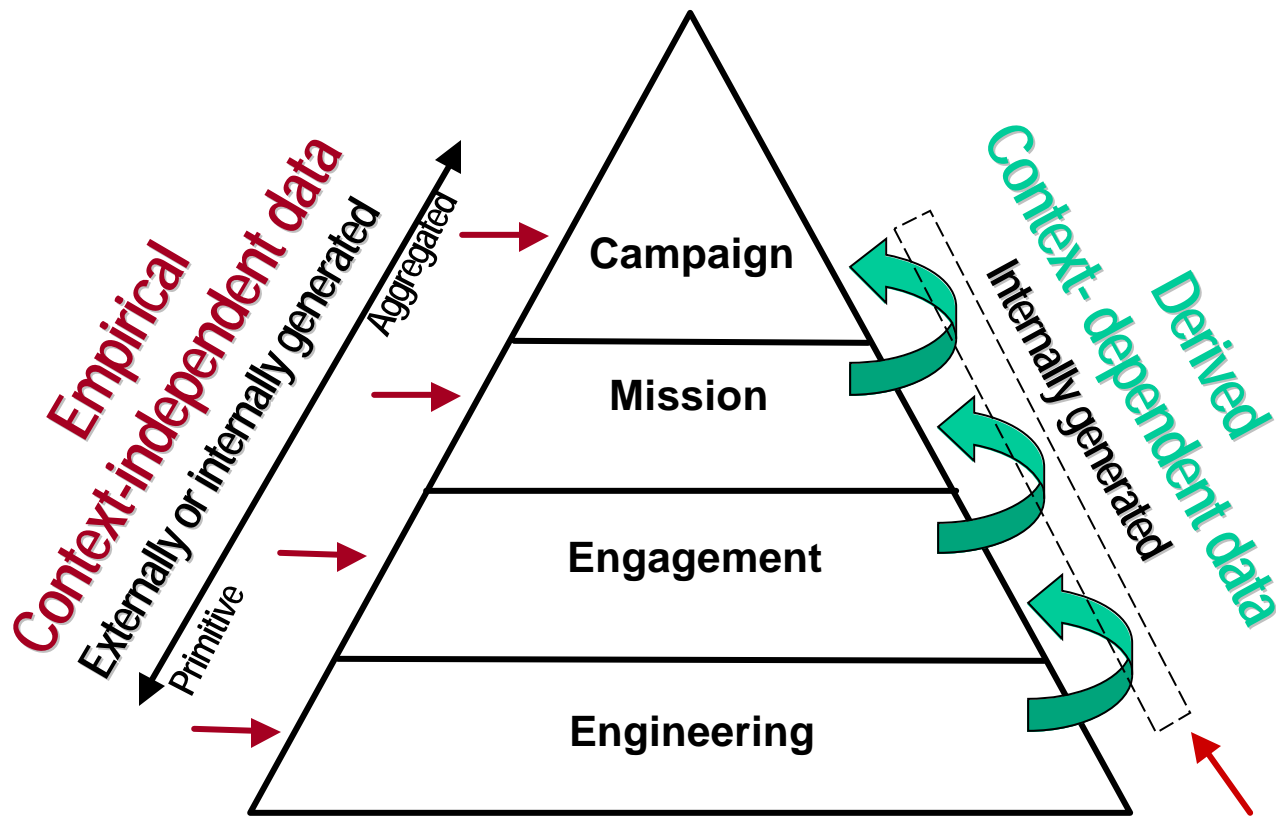 Empirical
Context-independent data
Externally or internally generated
Aggregated
Primitive
Campaign
Mission
Engagement
Engineering
Derived
Context- dependent data
Internally generated